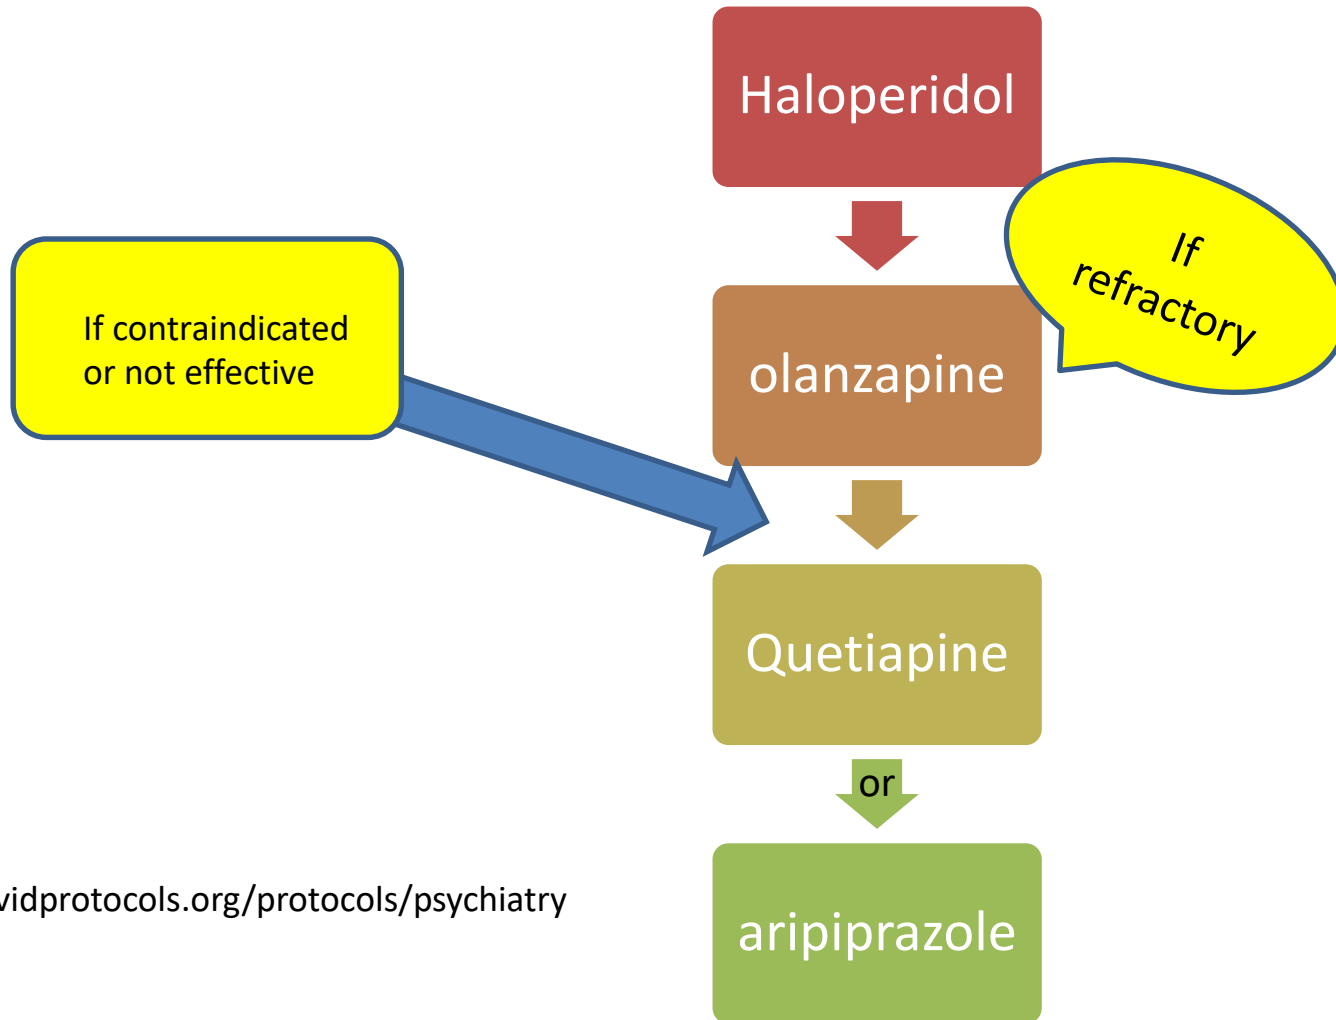 Haloperidol
If
refractory
If contraindicated
or not effective
olanzapine
Quetiapine
or
vidprotocols.org/protocols/psychiatry
aripiprazole